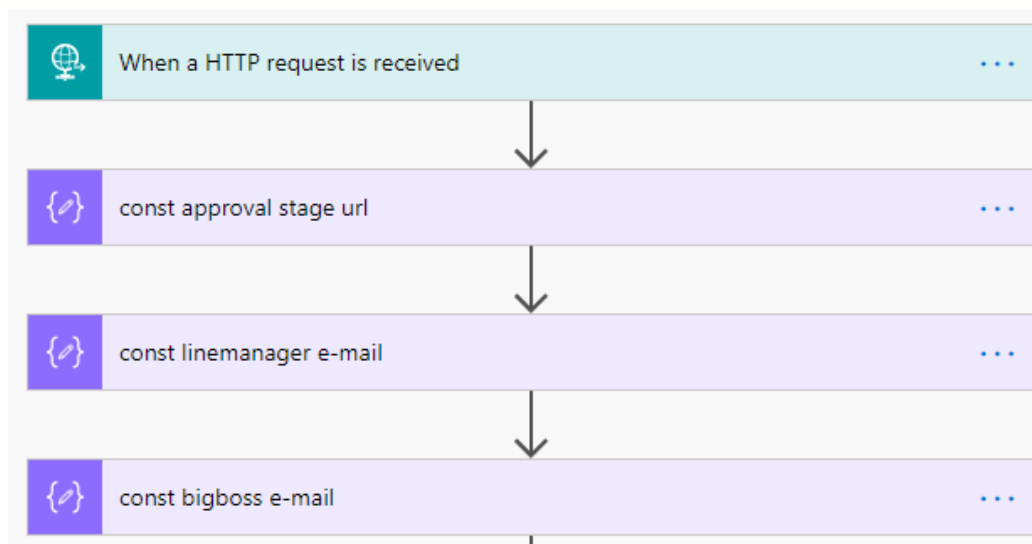 When a HTTP request is received
const approval stage url
const linemanager e-mail
const bigboss e-mail